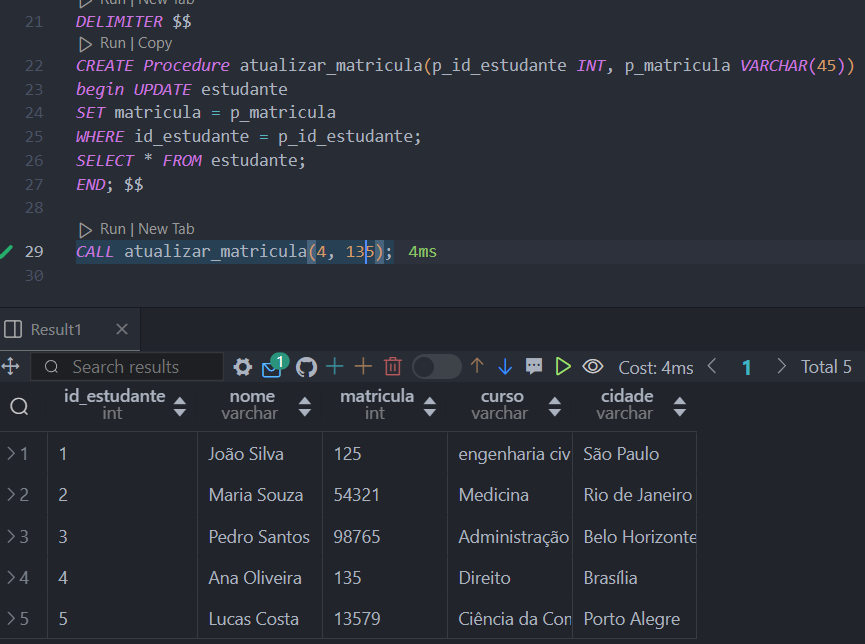 Run | New Tab
21 DELIMITER $$
Run | Copy
22 CREATE Procedure atualizar_matricula(p_id_estudante INT, p_matricula VARCHAR(45))
23 begin UPDATE estudante
24 SET matricula = p_matricula
25 WHERE id_estudante = p_id_estudante;
26 SELECT * FROM estudante;
27 END; $$
28
Run | New Tab
29 CALL atualizar_matricula(4, 135); 4ms
30
Result1
Search results 1 Cost: 4ms 1 Total 5
id_estudante nome matricula curso cidade
int varchar int varchar varchar
1 1 João Silva 125 engenharia civ São Paulo
2 2 Maria Souza 54321 Medicina Rio de Janeiro
3 3 Pedro Santos 98765 Administração Belo Horizonte
4 4 Ana Oliveira 135 Direito Brasília
5 5 Lucas Costa 13579 Ciência da Con Porto Alegre